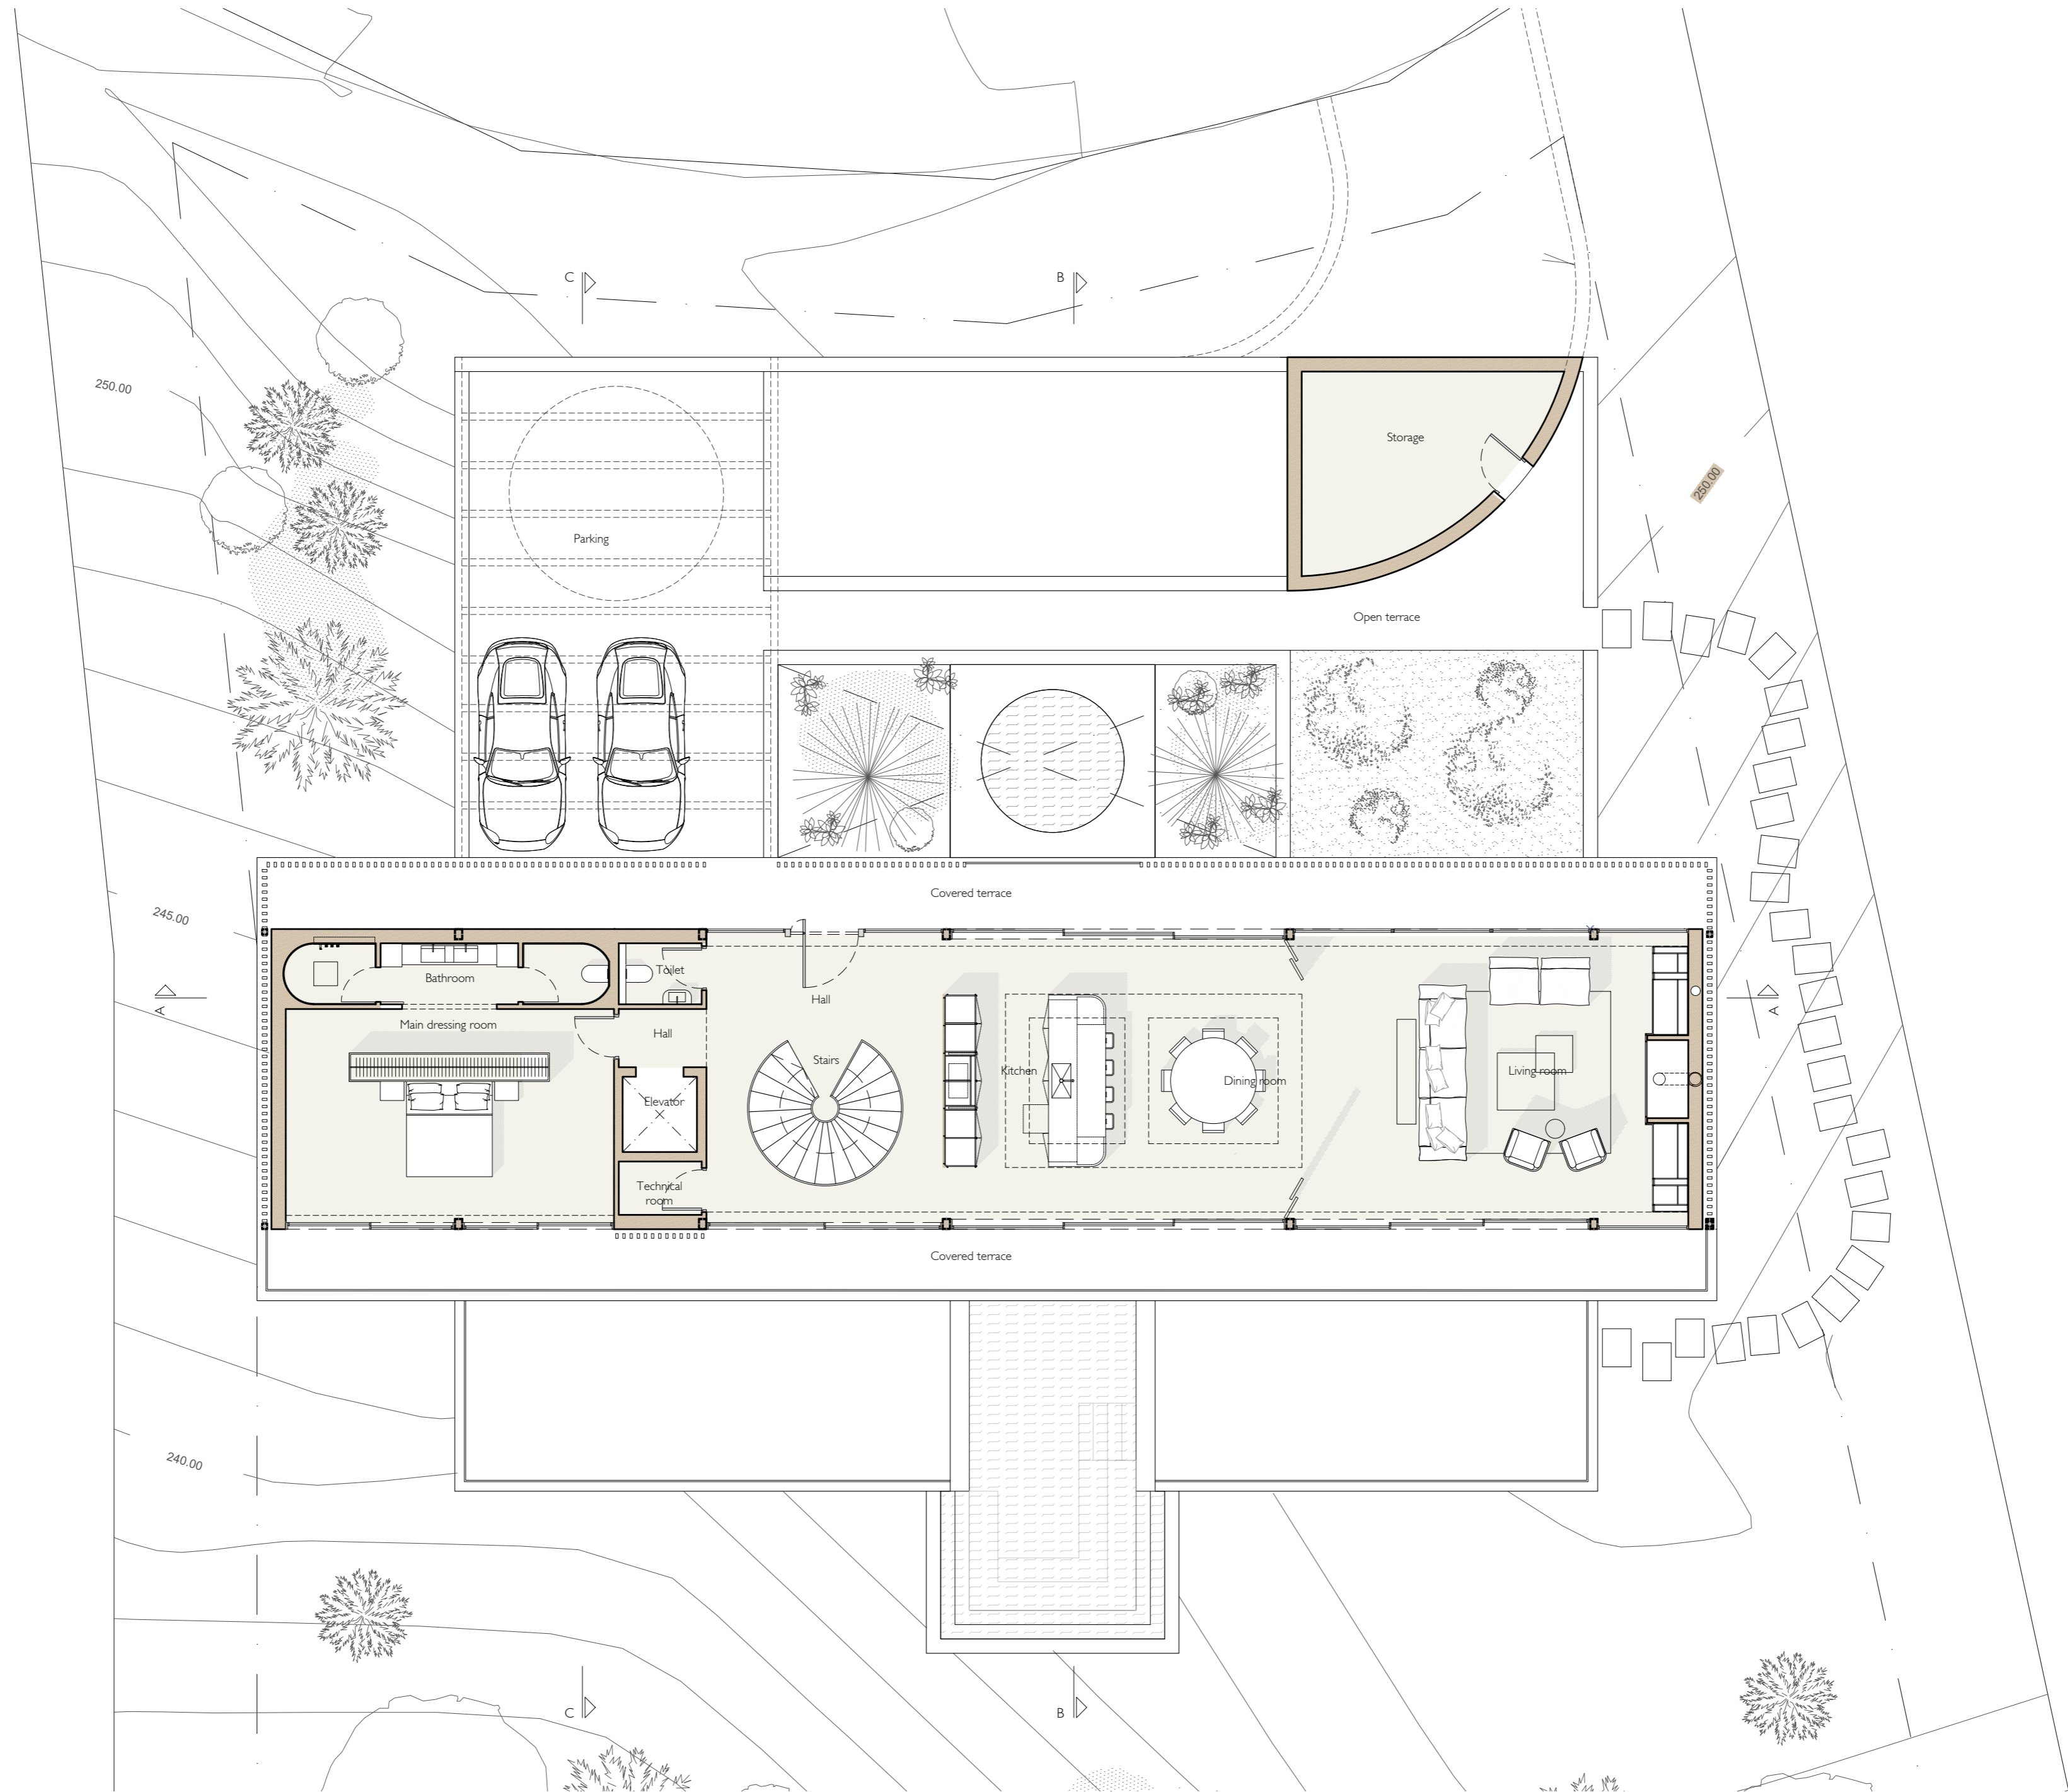 C
B
250.00
Storage
250.00
Parking
Open terrace
Covered terrace
245.00
Toilet
Bathroom
Hall
A
A
Main dressing room
Hall
Stairs
Kitchen
Living room
Dining room
Elevator
Technical
room
Covered terrace
240.00
C
B